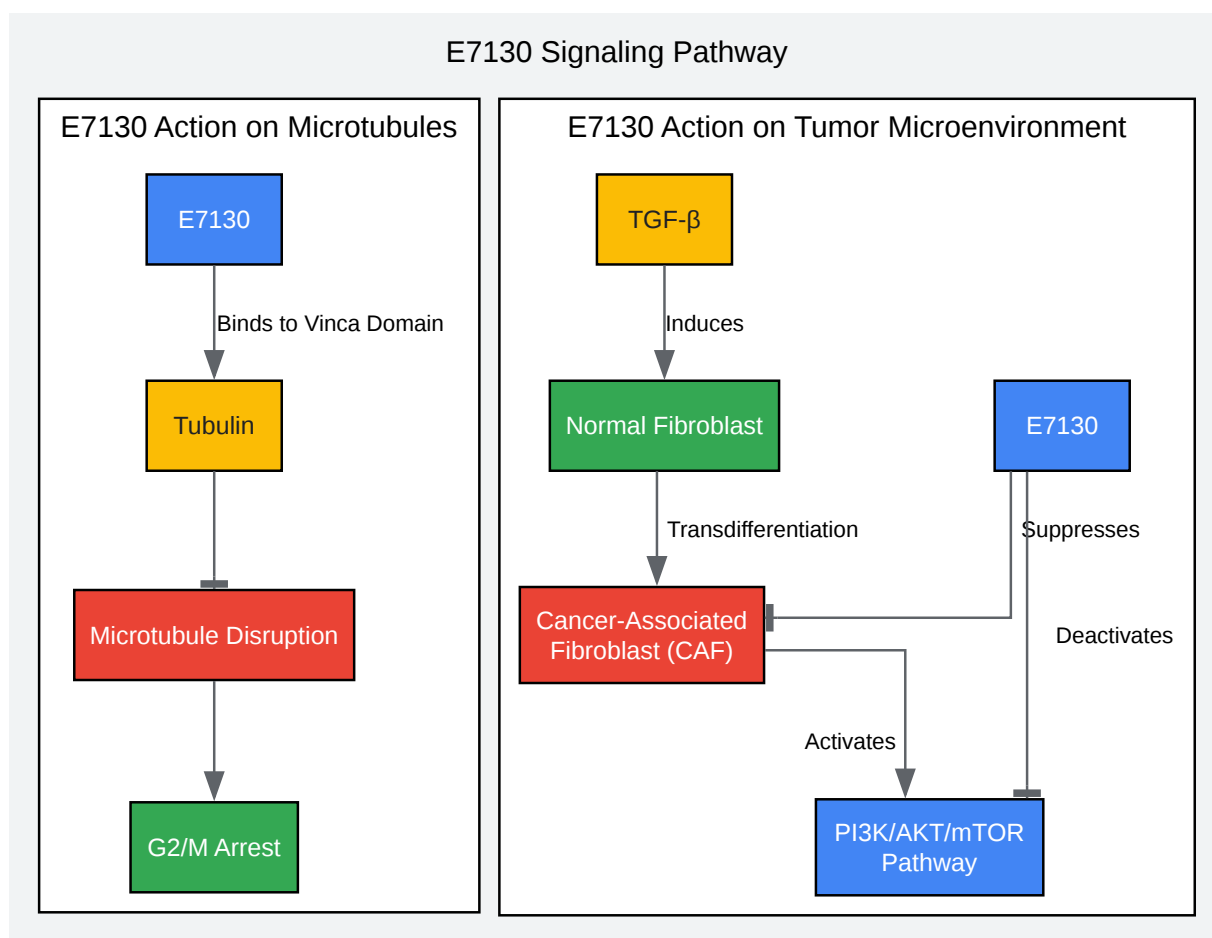 E7130 Signaling Pathway
E7130 Action on Microtubules
E7130
Binds to Vinca Domain
Tubulin
Microtubule Disruption
G2/M Arrest
E7130 Action on Tumor Microenvironment
TGF-β
Induces
Normal Fibroblast
E7130
Transdifferentiation
Suppresses
Cancer-Associated
Fibroblast (CAF)
Deactivates
Activates
PI3K/AKT/mTOR
Pathway